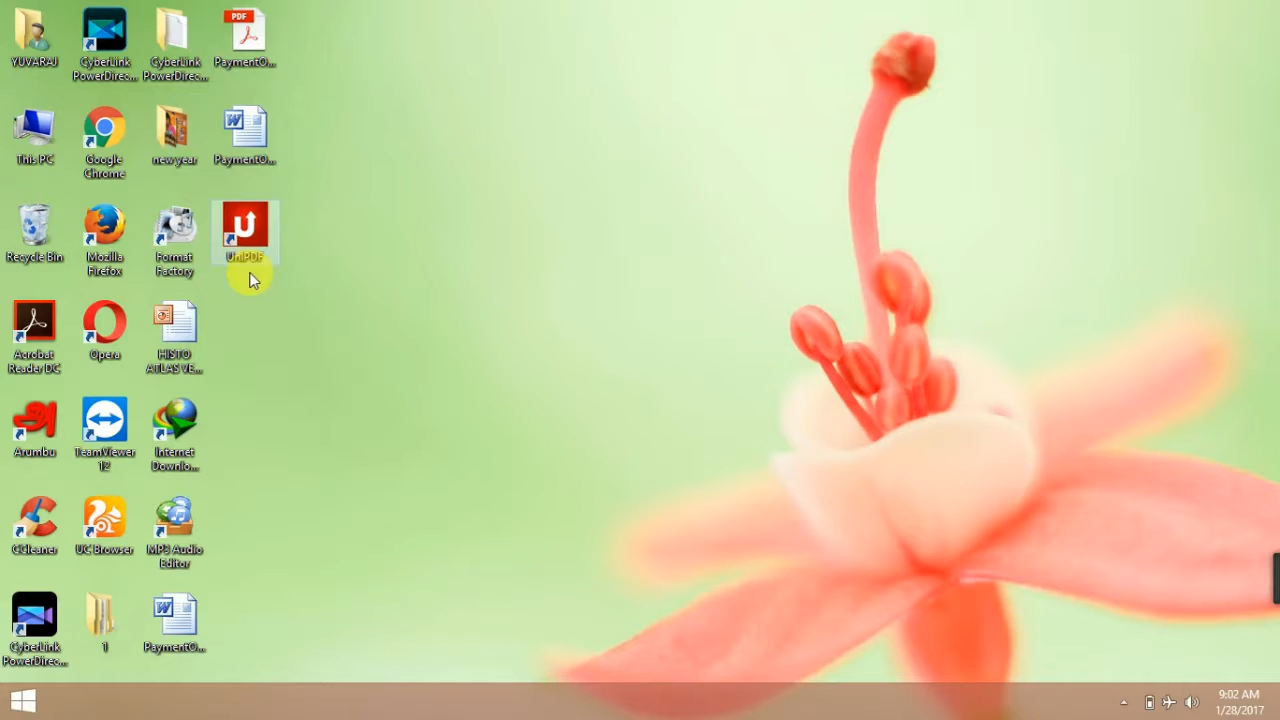 YUVARAJ
CyberLink
PowerDirec...
CyberLink
PowerDirec...
PDF
PaymentO...
This PC
Google
Chrome
new year
W
PaymentO...
Recycle Bin
Mozilla
Firefox
Format
Factory
UniPDF
Acrobat
Reader DC
Opera
HISTO
ATLAS VE...
அ
Arumbu
TeamViewer
12
Internet
Downlo...
CCleaner
UC Browser
MP3 Audio
Editor
CyberLink
PowerDirec...
1
W
PaymentO...
9:02 AM
1/28/2017